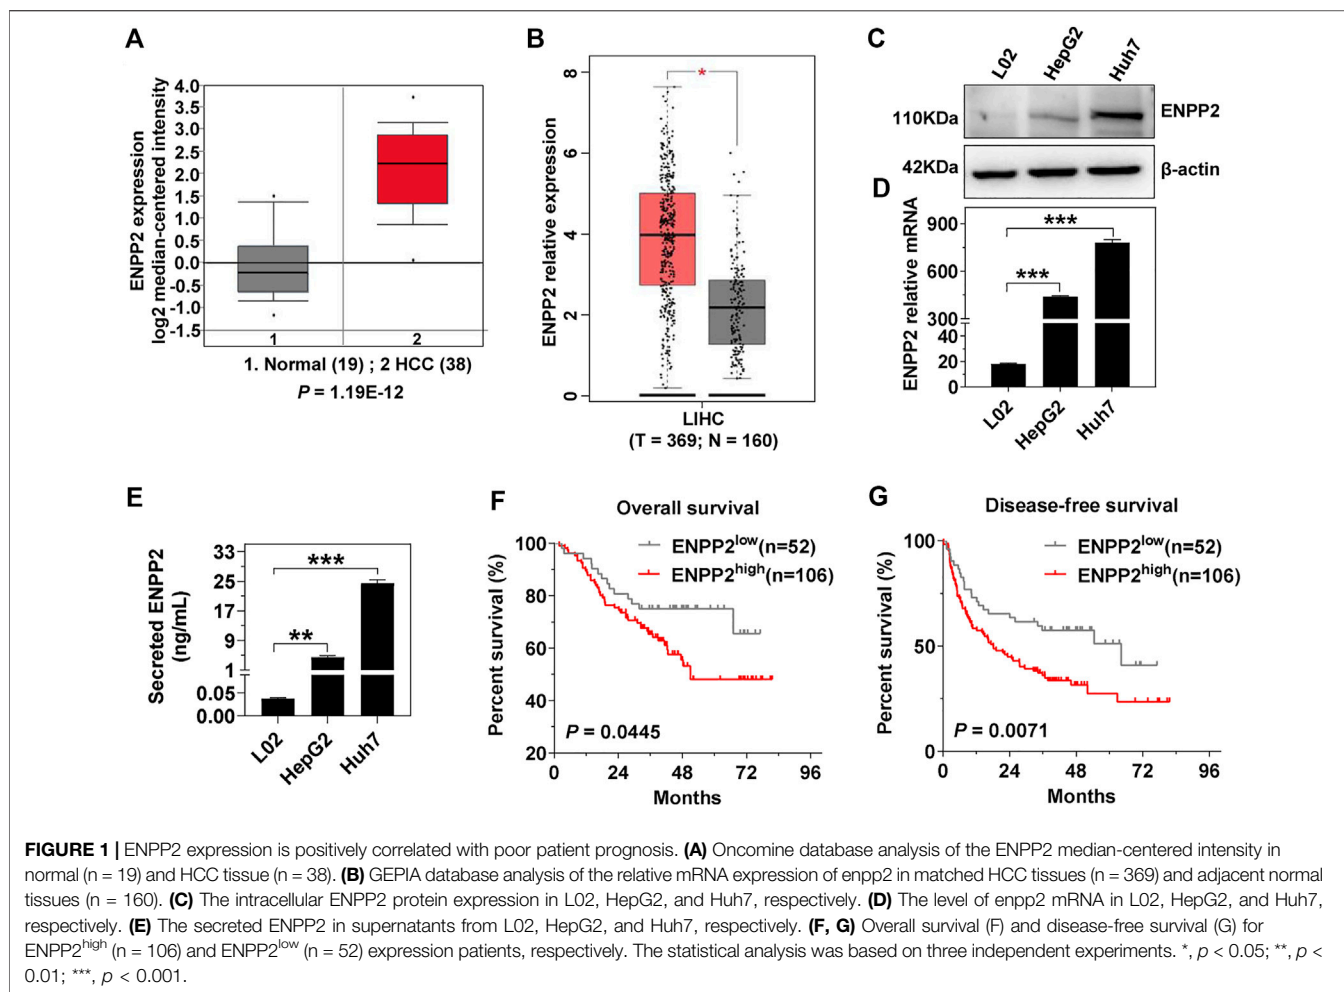 A
ENPP2 expression
log2 median-centered intensity
4.0
3.5
3.0
2.5
2.0
1.5
1.0
0.5
0.0
-0.5
-1.0
-1.5
1
2
1. Normal (19) ; 2 HCC (38)
P = 1.19E-12
B
ENPP2 relative expression
8
6
4
2
0
*
LIHC
(T = 369; N = 160)
C
L02
HepG2
Huh7
110KDa
ENPP2
42KDa
β-actin
D
ENPP2 relative mRNA
900
600
300
40
20
0
***
***
L02
HepG2
Huh7
E
Secreted ENPP2
(ng/mL)
33
25
17
9
1
0.05
0.00
***
**
L02
HepG2
Huh7
F
Overall survival
ENPP2low(n=52)
ENPP2high(n=106)
Percent survival (%)
100
80
60
40
20
P = 0.0445
0
24
48
72
96
Months
G
Disease-free survival
ENPP2low(n=52)
ENPP2high(n=106)
Percent survival (%)
100
50
0
P = 0.0071
0
24
48
72
96
Months
FIGURE 1 | ENPP2 expression is positively correlated with poor patient prognosis. (A) Oncomine database analysis of the ENPP2 median-centered intensity in
normal (n = 19) and HCC tissue (n = 38). (B) GEPIA database analysis of the relative mRNA expression of enpp2 in matched HCC tissues (n = 369) and adjacent normal
tissues (n = 160). (C) The intracellular ENPP2 protein expression in L02, HepG2, and Huh7, respectively. (D) The level of enpp2 mRNA in L02, HepG2, and Huh7,
respectively. (E) The secreted ENPP2 in supernatants from L02, HepG2, and Huh7, respectively. (F, G) Overall survival (F) and disease-free survival (G) for
ENPP2high (n = 106) and ENPP2low (n = 52) expression patients, respectively. The statistical analysis was based on three independent experiments. *, p < 0.05; **, p <
0.01; ***, p < 0.001.